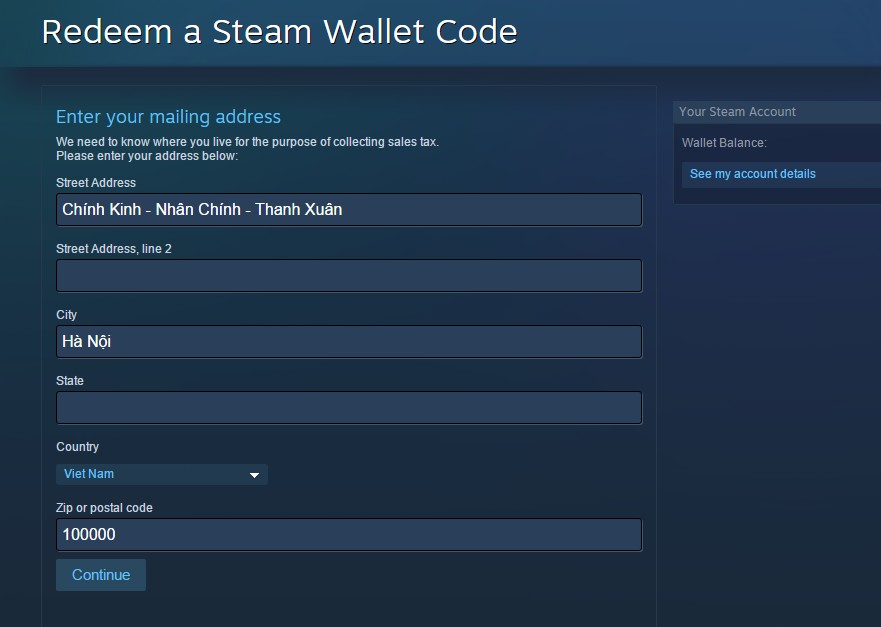 Redeem a Steam Wallet Code
Enter your mailing address
We need to know where you live for the purpose of collecting sales tax.
Please enter your address below:
Street Address
Chính Kinh - Nhân Chính - Thanh Xuân
Street Address, line 2
City
Hà Nội
State
Country
Viet Nam
Zip or postal code
100000
Continue
Your Steam Account
Wallet Balance:
See my account details